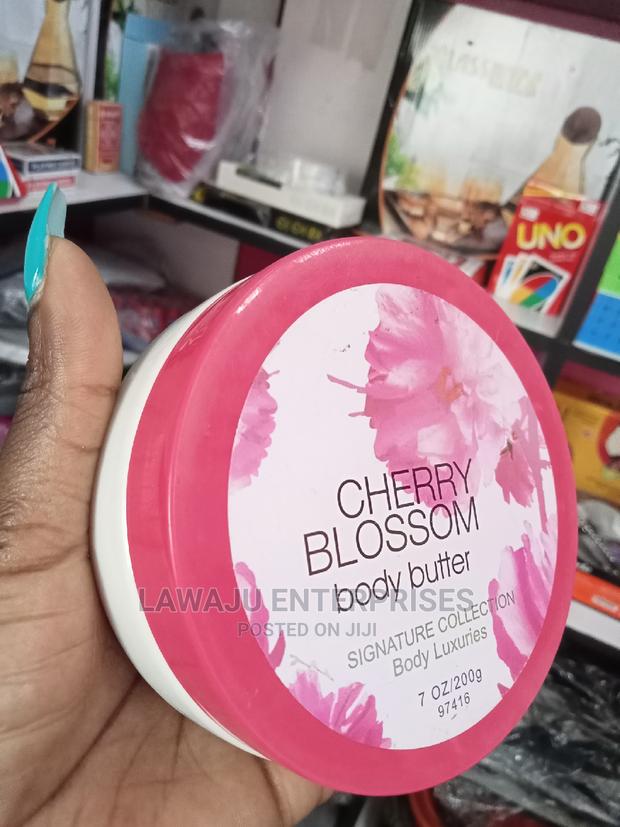 UNO
CHERRY
BLOSSOM
body butter
SIGNATURE COLLECTION
Body Luxuries
7 OZ/200g
97416
LAWAJU ENTERPRISES
POSTED ON JIJI